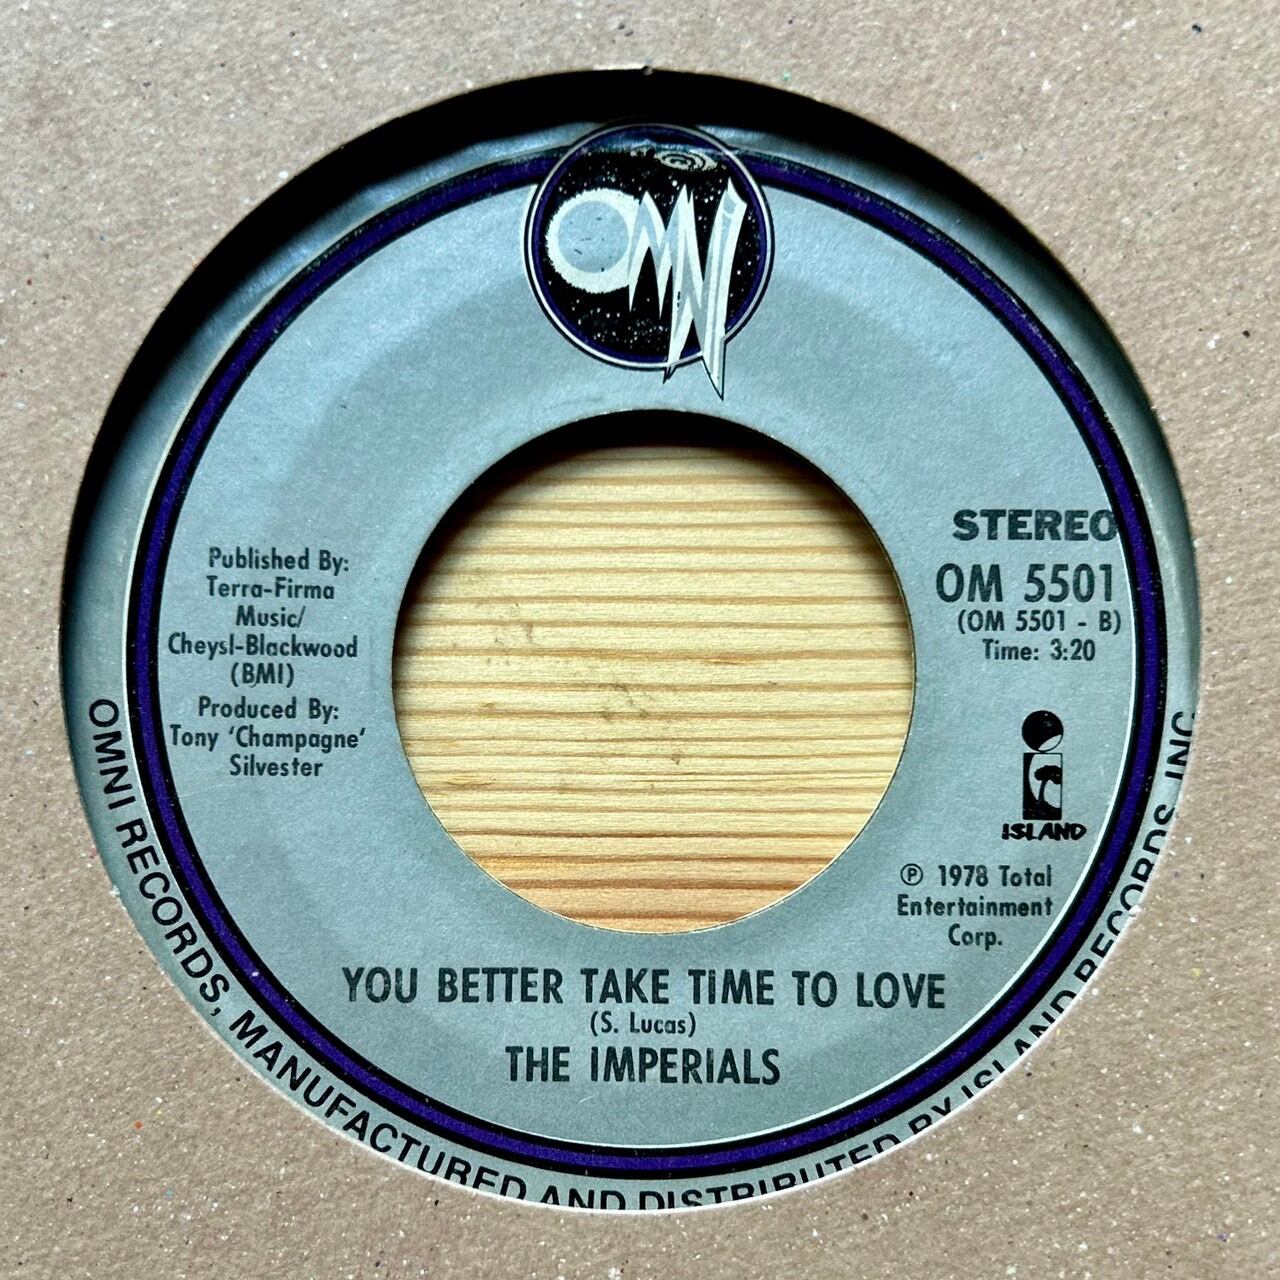 OMNI
STEREO
OM 5501
(OM 5501 - B)
Time: 3:20
Published By:
Terra-Firma
Music/
Cheysl-Blackwood
(BMI)
Produced By:
Tony 'Champagne'
Silvester
ISLAND
℗ 1978 Total
Entertainment
Corp.
YOU BETTER TAKE TIME TO LOVE
(S. Lucas)
THE IMPERIALS
OMNI RECORDS, MANUFACTURED AND DISTRIBUTED BY ISLAND RECORDS, INC